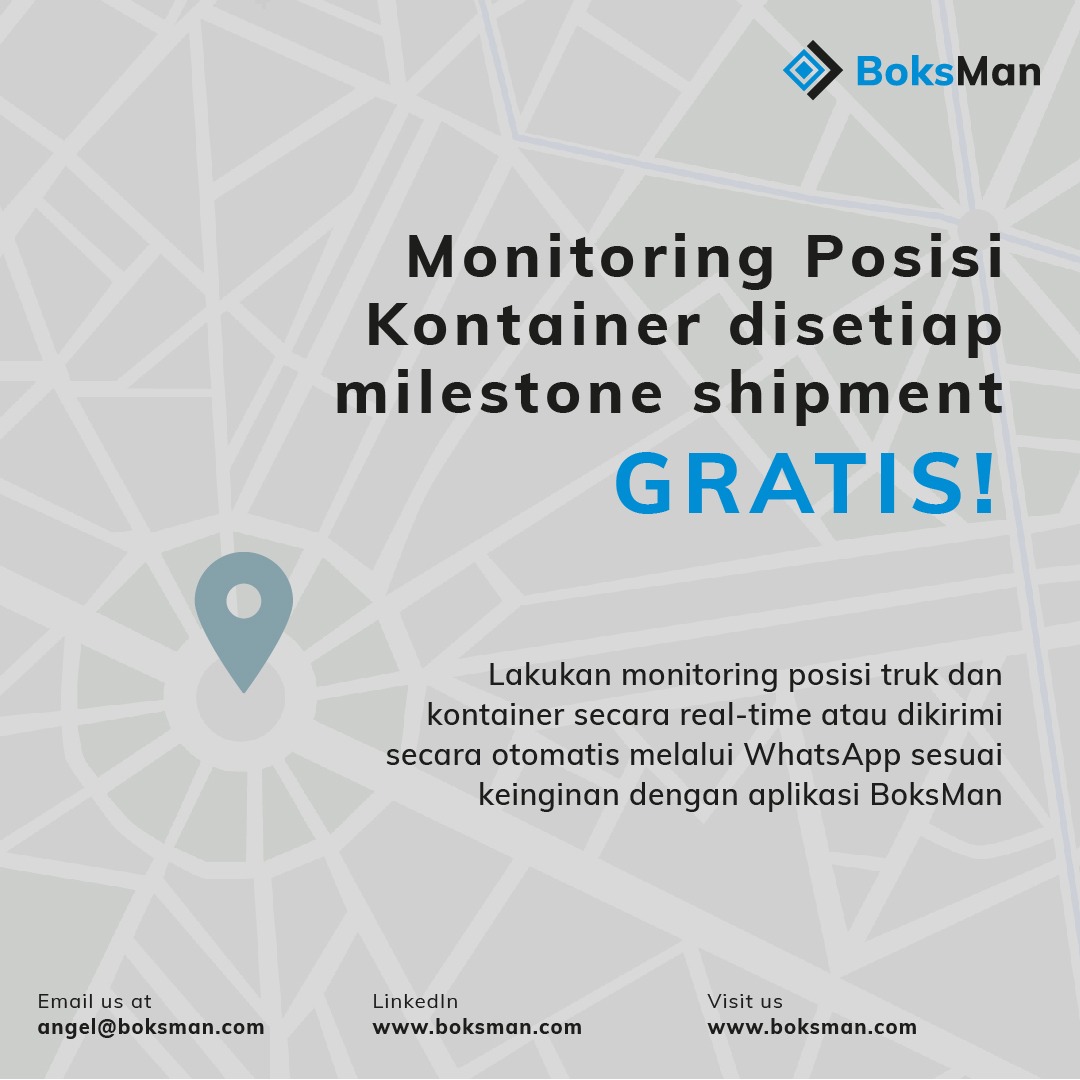 BoksMan
Monitoring Posisi
Kontainer disetiap
milestone shipment
GRATIS!
Lakukan monitoring posisi truk dan
kontainer secara real-time atau dikirimi
secara otomatis melalui WhatsApp sesuai
keinginan dengan aplikasi BoksMan
Email us at
angel@boksman.com
LinkedIn
www.boksman.com
Visit us
www.boksman.com